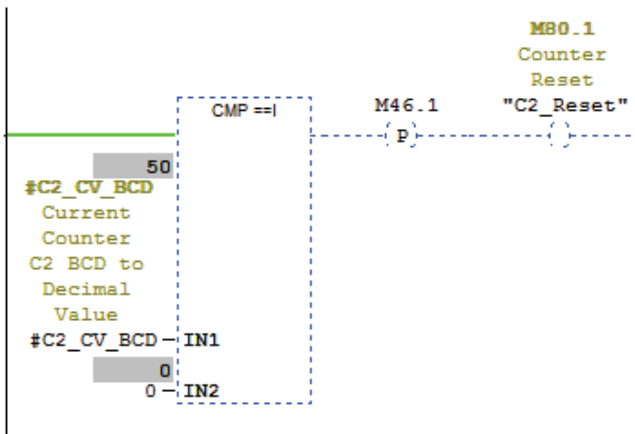 M80.1
Counter
Reset
CMP ==I
M46.1
"C2_Reset"
P
50
#C2_CV_BCD
Current
Counter
C2 BCD to
Decimal
Value
#C2_CV_BCD
IN1
0
0
IN2